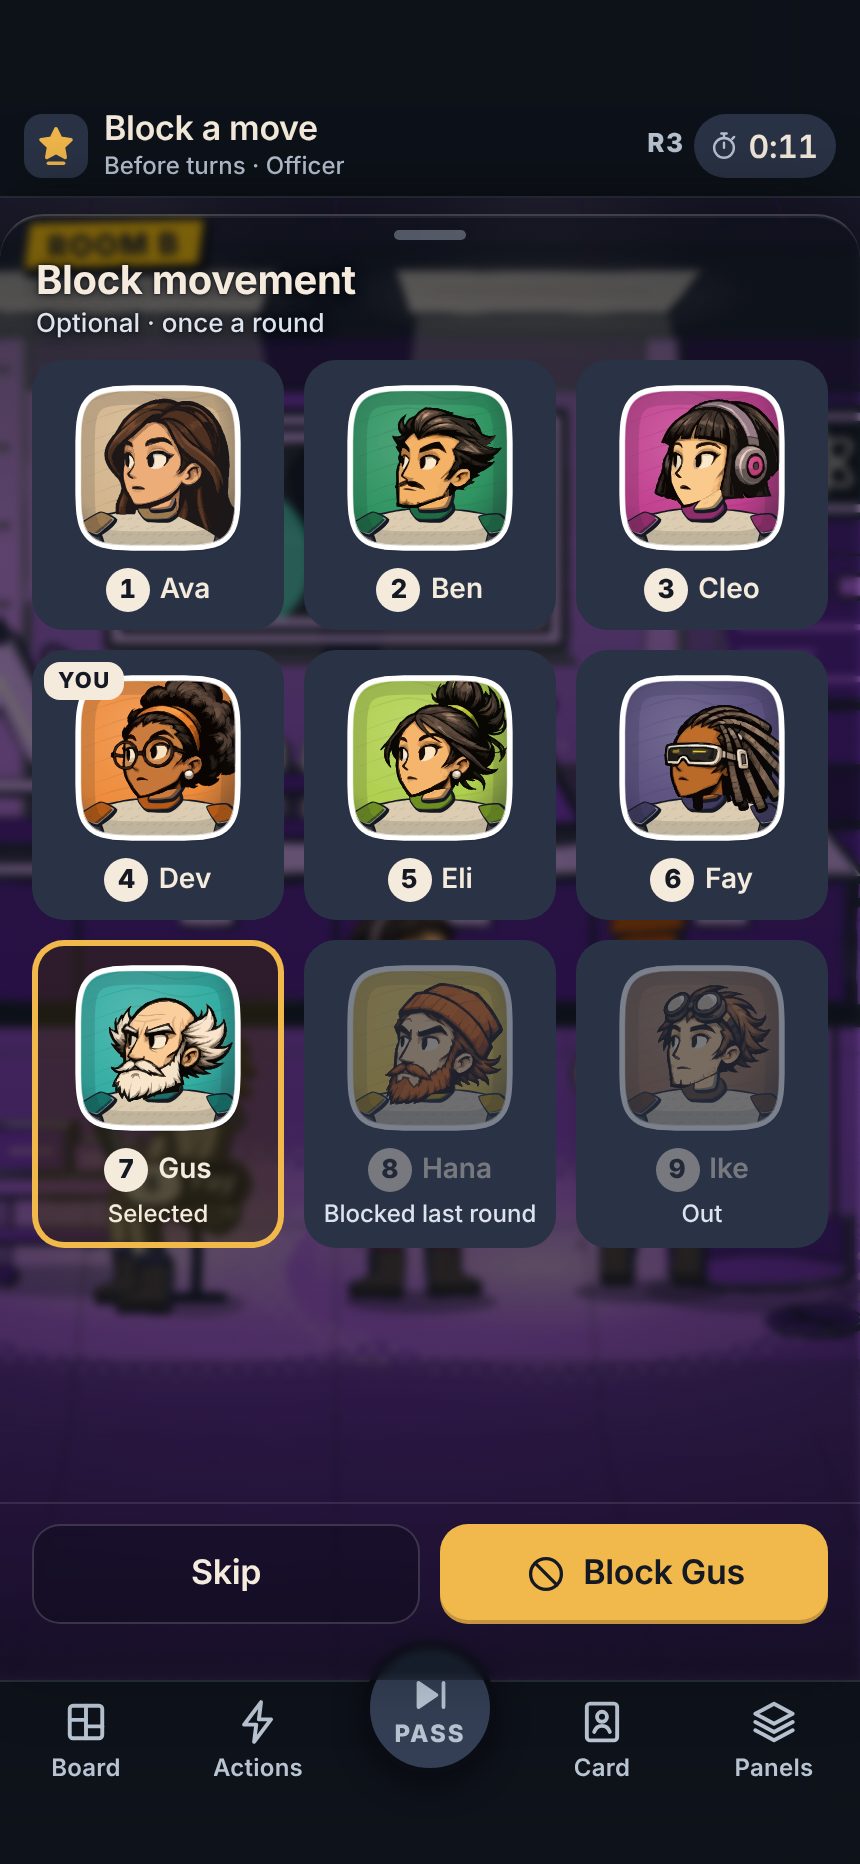 Block a move
Before turns · Officer
R3
0:11
ROOM B
Block movement
Optional · once a round
1 Ava
2 Ben
3 Cleo
YOU
4 Dev
5 Eli
6 Fay
7 Gus
Selected
8 Hana
Blocked last round
9 Ike
Out
Skip
Block Gus
PASS
Board
Actions
Card
Panels